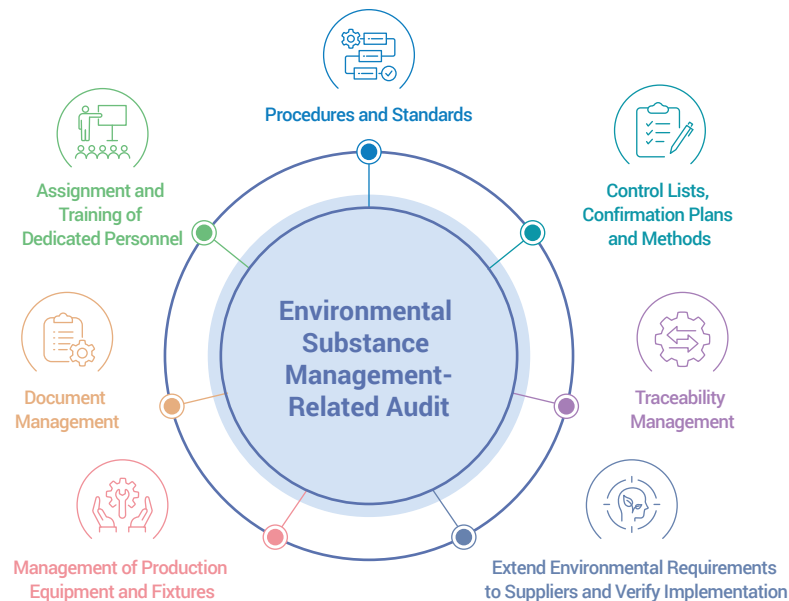 Procedures and Standards
Control Lists,
Confirmation Plans
and Methods
Traceability
Management
Extend Environmental Requirements
to Suppliers and Verify Implementation
Management of Production
Equipment and Fixtures
Document
Management
Assignment and
Training of
Dedicated Personnel
Environmental
Substance
Management-
Related Audit